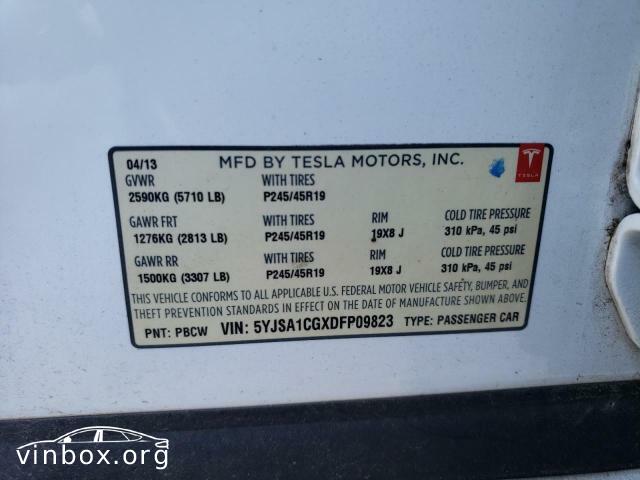 04/13 MFD BY TESLA MOTORS, INC. TESLA
GVWR WITH TIRES
2590KG (5710 LB) P245/45R19
GAWR FRT WITH TIRES RIM COLD TIRE PRESSURE
1276KG (2813 LB) P245/45R19 19X8 J 310 kPa, 45 psi
GAWR RR WITH TIRES RIM COLD TIRE PRESSURE
1500KG (3307 LB) P245/45R19 19X8 J 310 kPa, 45 psi
THIS VEHICLE CONFORMS TO ALL APPLICABLE U.S. FEDERAL MOTOR VEHICLE SAFETY, BUMPER, AND
THEFT PREVENTION STANDARDS IN EFFECT ON THE DATE OF MANUFACTURE SHOWN ABOVE.
PNT: PBCW VIN: 5YJSA1CGXDFP09823 TYPE: PASSENGER CAR
vinbox.org